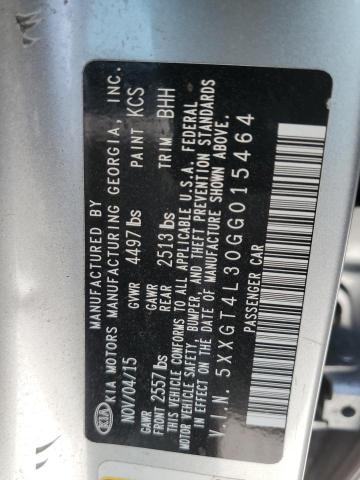 KIA
MANUFACTURED BY
KIA MOTORS MANUFACTURING GEORGIA, INC.
NOV/04/15 GVWR 4497 lbs PAINT KCS
GAWR FRONT 2557 lbs GAWR REAR 2513 lbs TRIM BHH
THIS VEHICLE CONFORMS TO ALL APPLICABLE U.S.A. FEDERAL
MOTOR VEHICLE SAFETY, BUMPER, AND THEFT PREVENTION STANDARDS
IN EFFECT ON THE DATE OF MANUFACTURE SHOWN ABOVE.
V.I.N. 5XXGT4L30GG015464
PASSENGER CAR